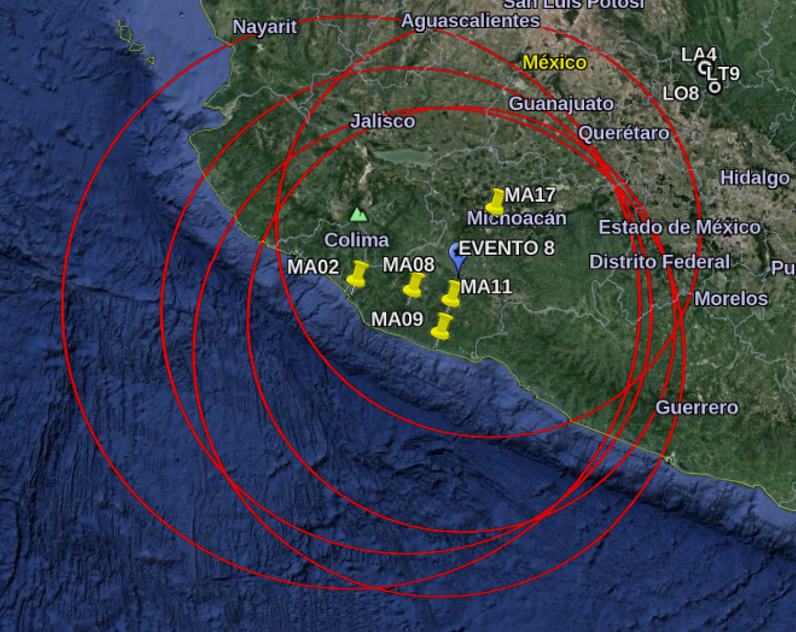 San Luis Potosí
Nayarit
Aguascalientes
LA4
México
LT9
LO8
Guanajuato
Jalisco
Querétaro
Hidalgo
MA17
Michoacán
Estado de México
Colima
EVENTO 8
Distrito Federal
Pu
MA02
MA08
MA11
Morelos
MA09
Guerrero